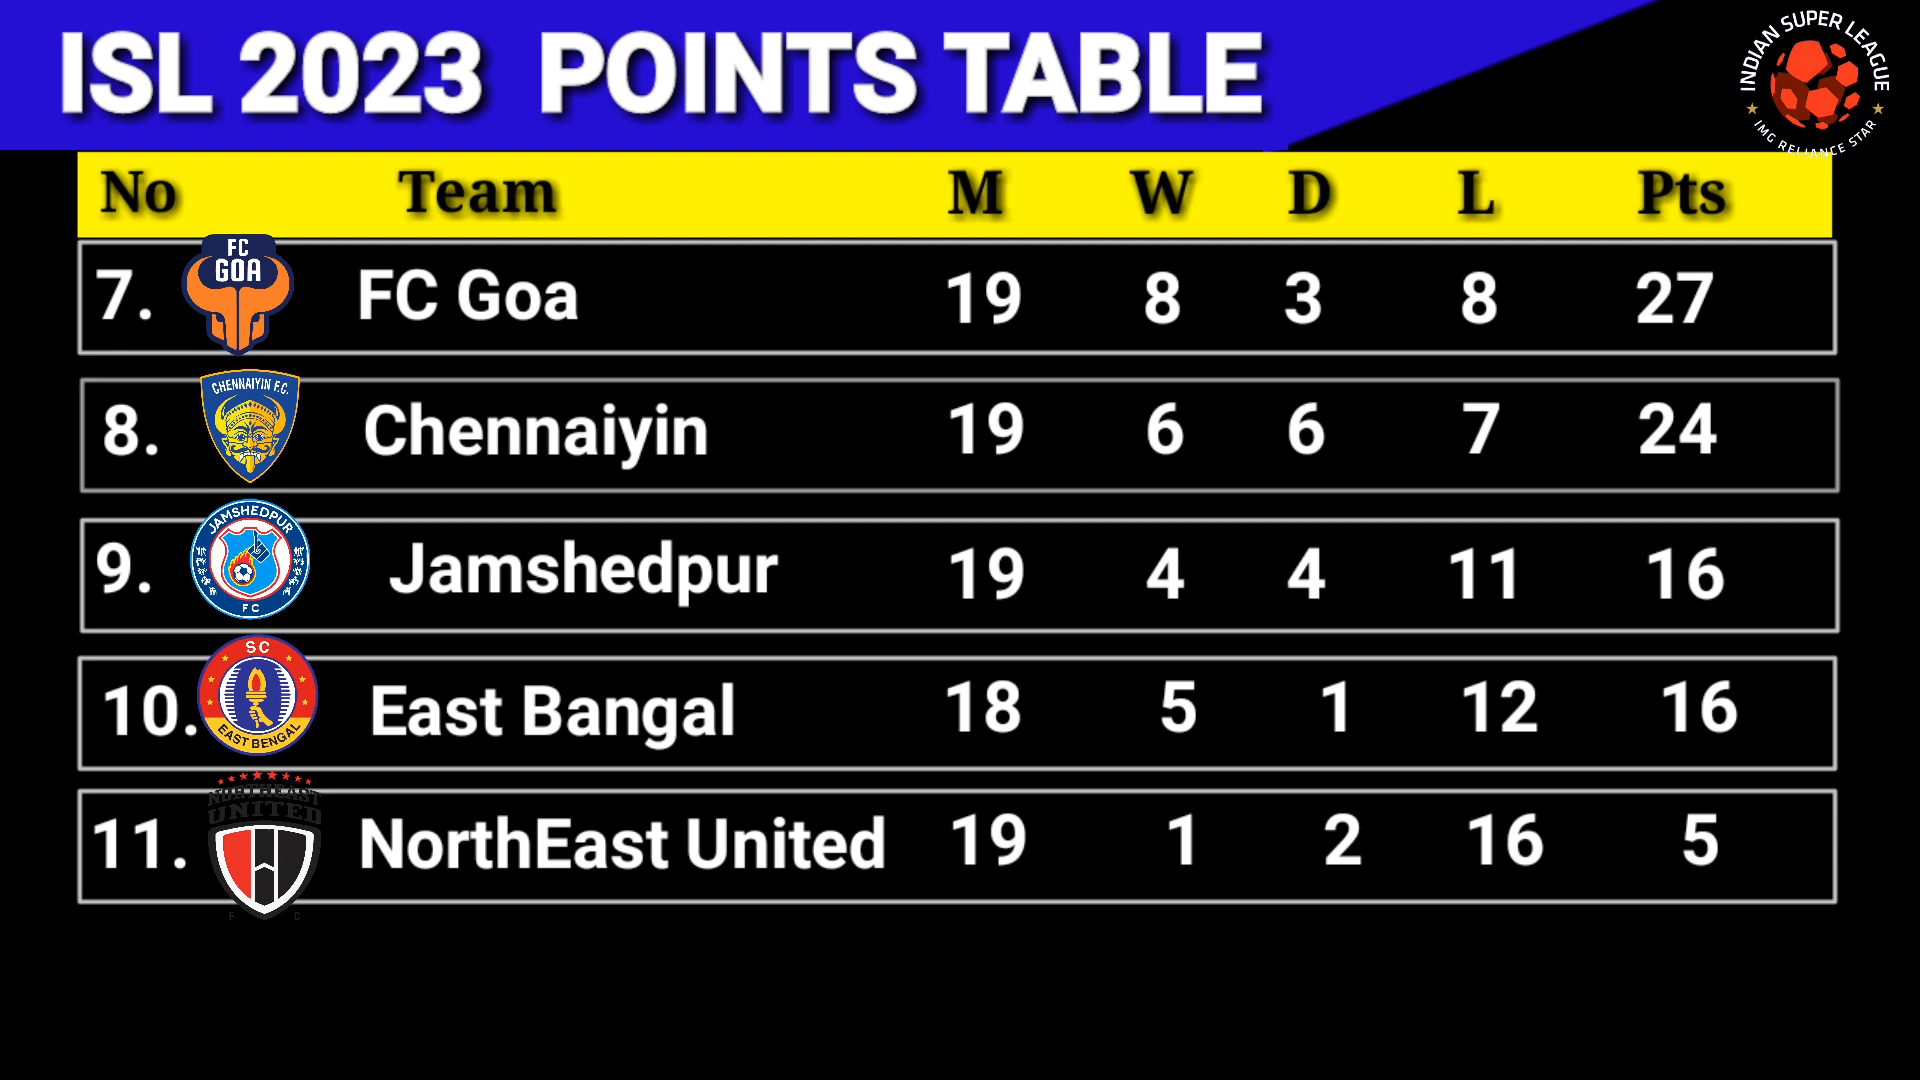 ISL 2023 POINTS TABLE
INDIAN SUPER LEAGUE
IMG RELIANCE STAR
No Team M W D L Pts
FC
GOA
7. FC Goa 19 8 3 8 27
CHENNAIYIN F.C.
8. Chennaiyin 19 6 6 7 24
JAMSHEDPUR
FC
9. Jamshedpur 19 4 4 11 16
SC
EAST BENGAL
10. East Bangal 18 5 1 12 16
NORTHEAST
UNITED
F C
11. NorthEast United 19 1 2 16 5